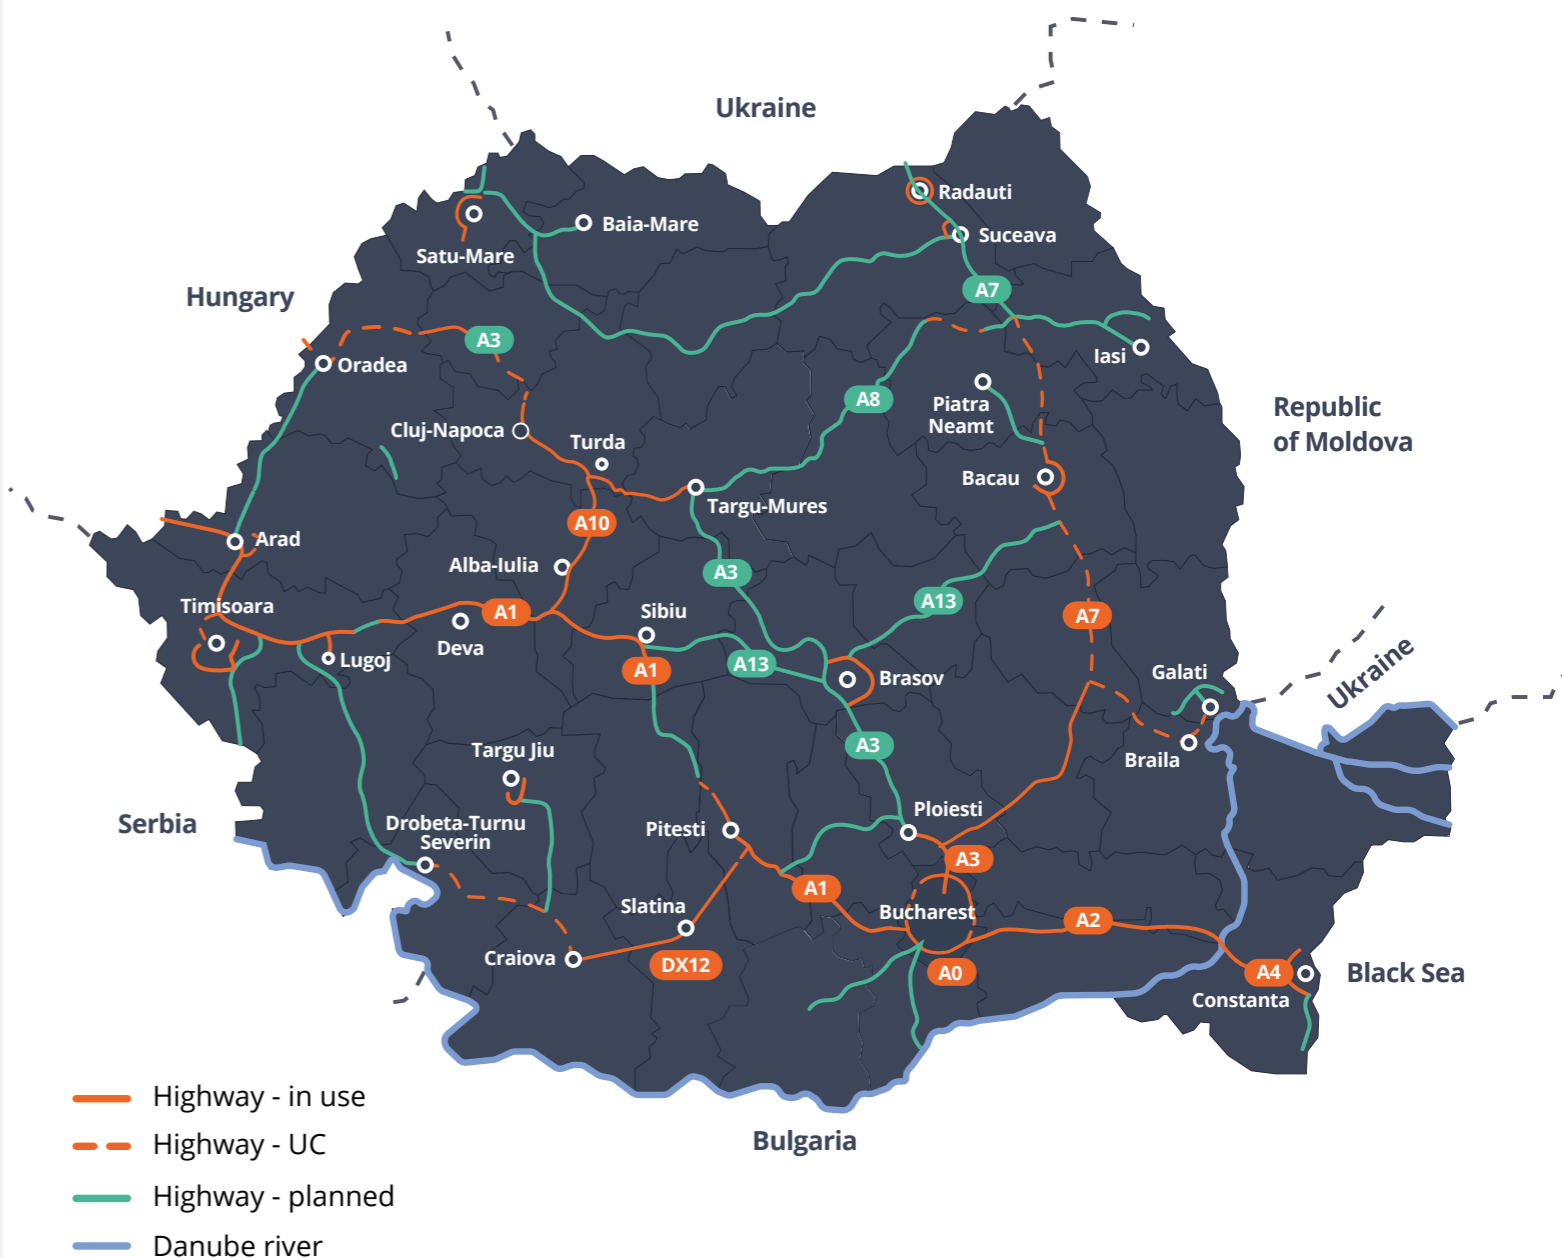 Ukraine
Radauti
Baia-Mare
Suceava
Satu-Mare
Hungary
A7
A3
Iasi
Oradea
A8
Piatra
Neamt
Republic
of Moldova
Cluj-Napoca
Turda
Bacau
Targu-Mures
A10
Arad
Alba-Iulia
A3
A13
Timisoara
A1
Sibiu
A7
Deva
Lugoj
A1
A13
Brasov
Galati
Ukraine
Targu Jiu
A3
Braila
Serbia
Drobeta-Turnu
Severin
Pitesti
Ploiesti
A3
A1
Slatina
Bucharest
A2
Craiova
DX12
A0
A4
Black Sea
Constanta
Highway - in use
Highway - UC
Bulgaria
Highway - planned
Danube river